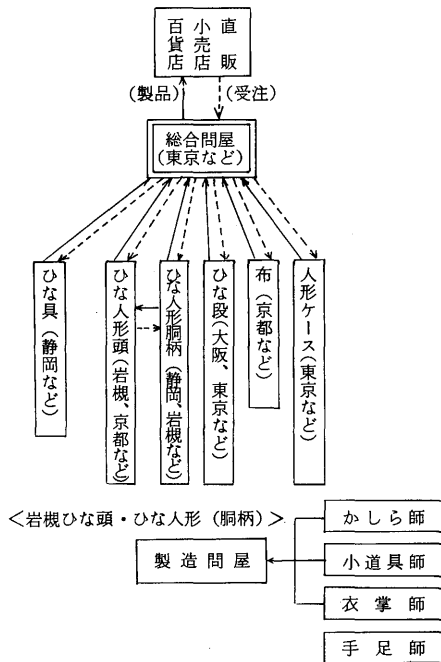 直販
小売店
百貨店
(製品)
(受注)
総合問屋
(東京など)
ひな具(静岡など)
ひな人形頭(岩槻、京都など)
ひな人形胴柄(静岡、岩槻など)
ひな段(大阪、東京など)
布(京都など)
人形ケース(東京など)
<岩槻ひな頭・ひな人形(胴柄)>
製造問屋
かしら師
小道具師
衣掌師
手足師